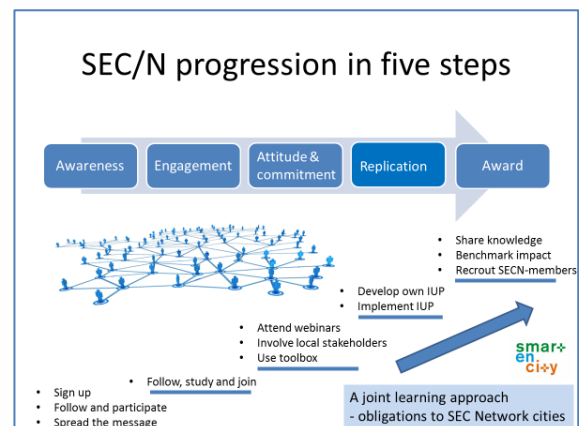 SEC/N progression in five steps
Awareness
Engagement
Attitude &
commitment
Replication
Award
• Share knowledge
• Benchmark impact
• Recrout SECN-members
• Develop own IUP
• Implement IUP
• Attend webinars
• Involve local stakeholders
• Use toolbox
• Follow, study and join
• Sign up
• Follow and participate
• Spread the message
smart
en
city
A joint learning approach
- obligations to SEC Network cities